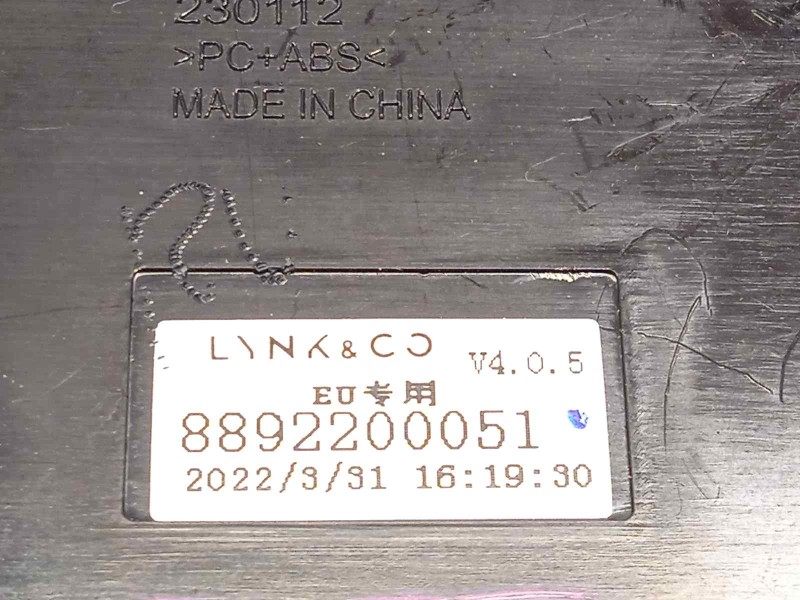 230112
>PC+ABS<
MADE IN CHINA
LYNK & CO V4.0.5
EU专用
8892200051
2022/3/31 16:19:30